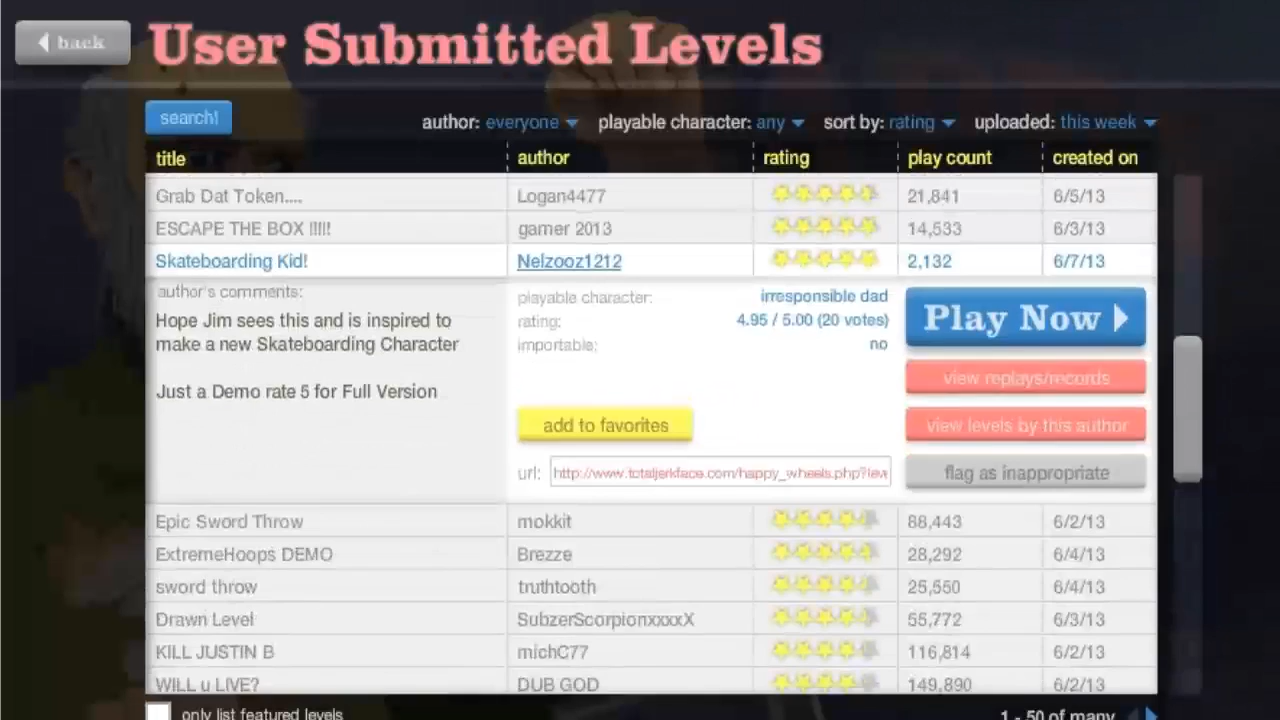 back
User Submitted Levels
search!
author: everyone playable character: any sort by: rating uploaded: this week
title author rating play count created on
Grab Dat Token.... Logan4477 21,841 6/5/13
ESCAPE THE BOX !!!!! gamer 2013 14,533 6/3/13
Skateboarding Kid! Nelzooz1212 2,132 6/7/13
author's comments:
Hope Jim sees this and is inspired to
make a new Skateboarding Character
Just a Demo rate 5 for Full Version
playable character: irresponsible dad
rating: 4.95 / 5.00 (20 votes)
importable: no
add to favorites
url: http://www.totaljerkface.com/happy_wheels.php?lev
Play Now
view replays/records
view levels by this author
flag as inappropriate
Epic Sword Throw mokkit 88,443 6/2/13
ExtremeHoops DEMO Brezze 28,292 6/4/13
sword throw truthtooth 25,550 6/4/13
Drawn Level SubzerScorpionxxxxX 55,772 6/3/13
KILL JUSTIN B michC77 116,814 6/2/13
WILL u LIVE? DUB GOD 149,890 6/2/13
only list featured levels
1 - 50 of many